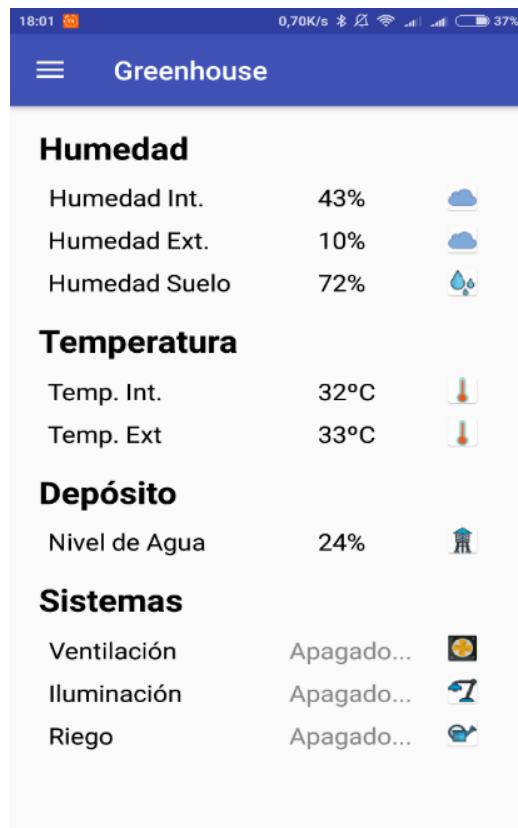 18:01 0,70K/s 37%
Greenhouse
Humedad
Humedad Int. 43%
Humedad Ext. 10%
Humedad Suelo 72%
Temperatura
Temp. Int. 32ºC
Temp. Ext 33ºC
Depósito
Nivel de Agua 24%
Sistemas
Ventilación Apagado...
Iluminación Apagado...
Riego Apagado...